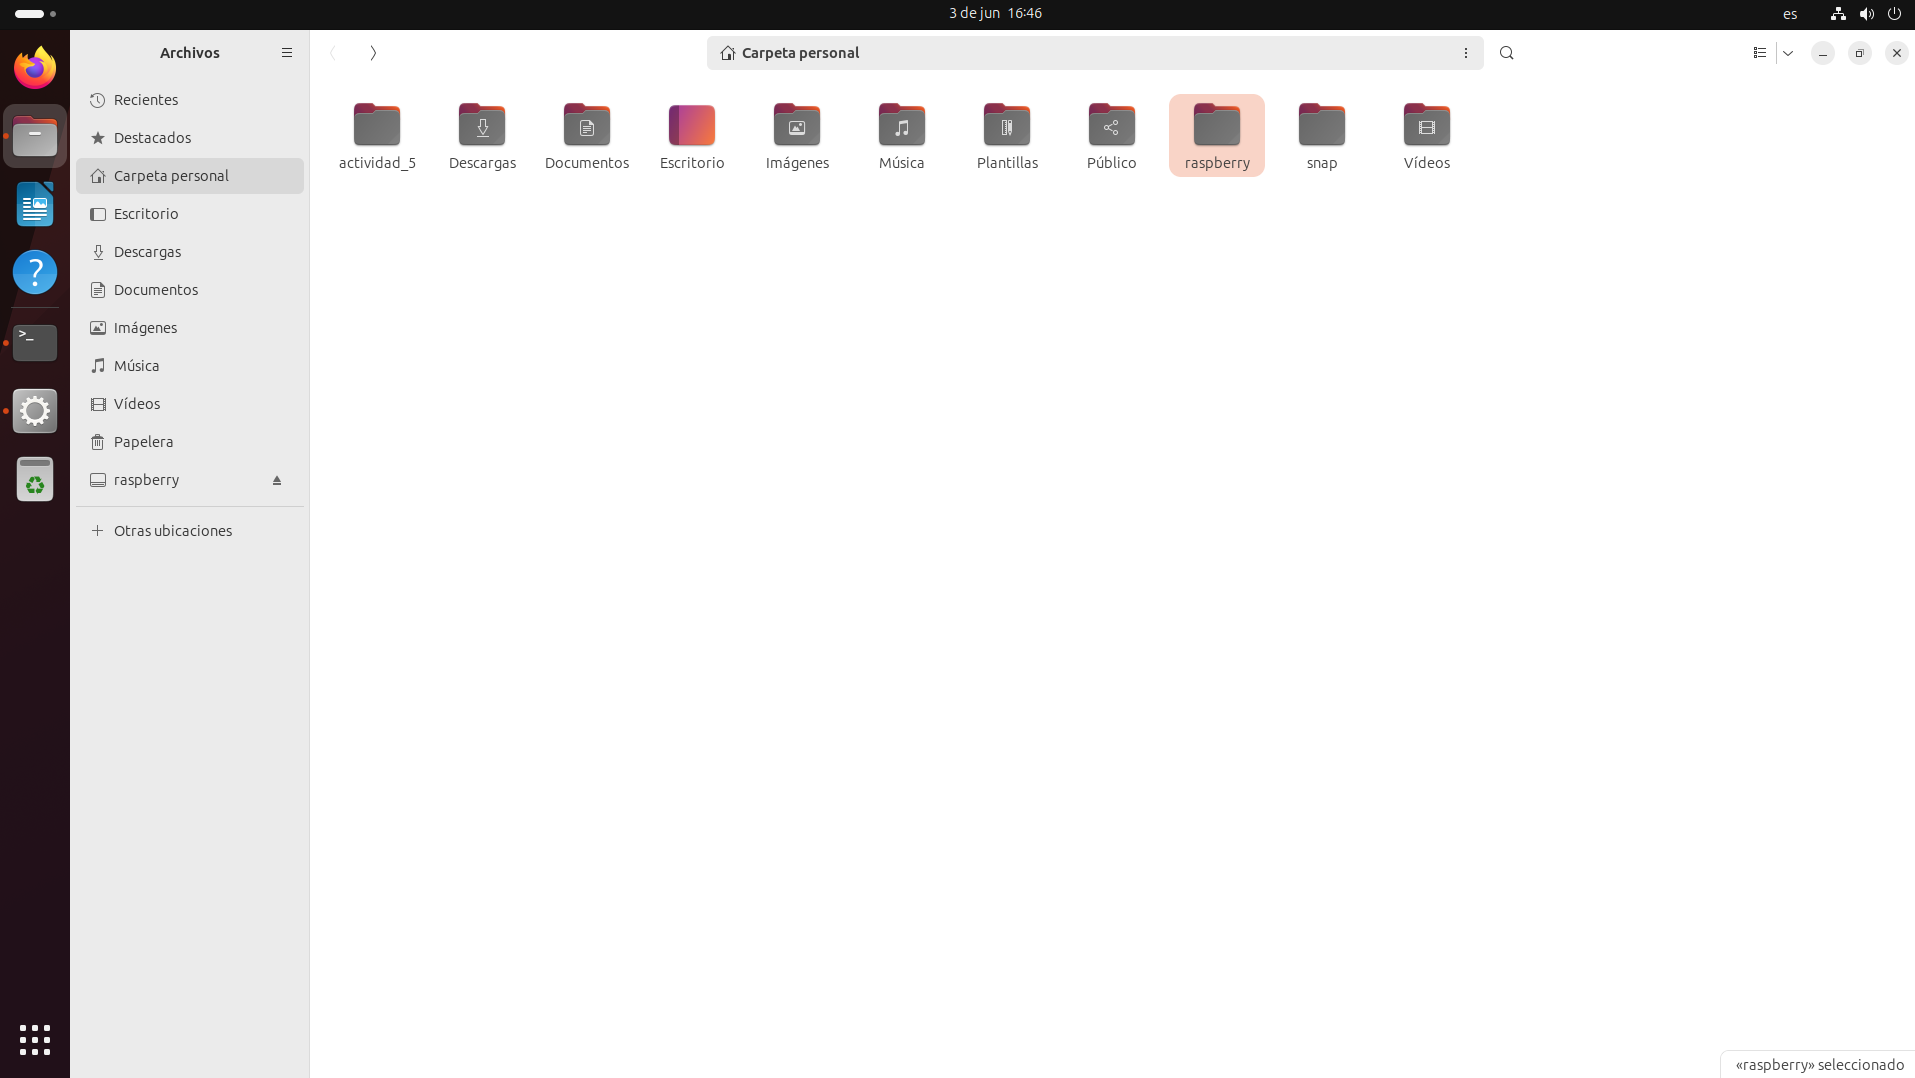 3 de jun 16:46
es
Archivos
Carpeta personal
Recientes
Destacados
Carpeta personal
Escritorio
Descargas
Documentos
Imágenes
Música
Vídeos
Papelera
raspberry
Otras ubicaciones
actividad_5
Descargas
Documentos
Escritorio
Imágenes
Música
Plantillas
Público
raspberry
snap
Vídeos
«raspberry» seleccionado